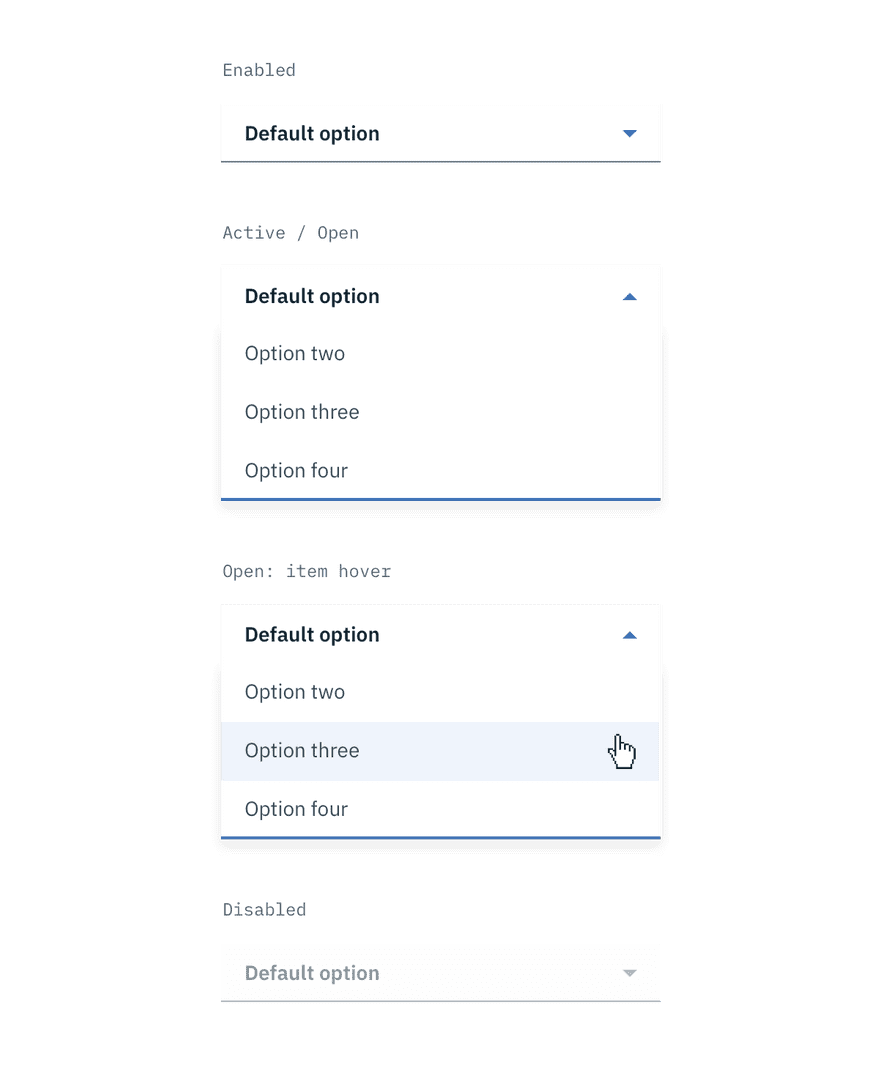 Enabled
Default option
Active / Open
Default option
Option two
Option three
Option four
Open: item hover
Default option
Option two
Option three
Option four
Disabled
Default option